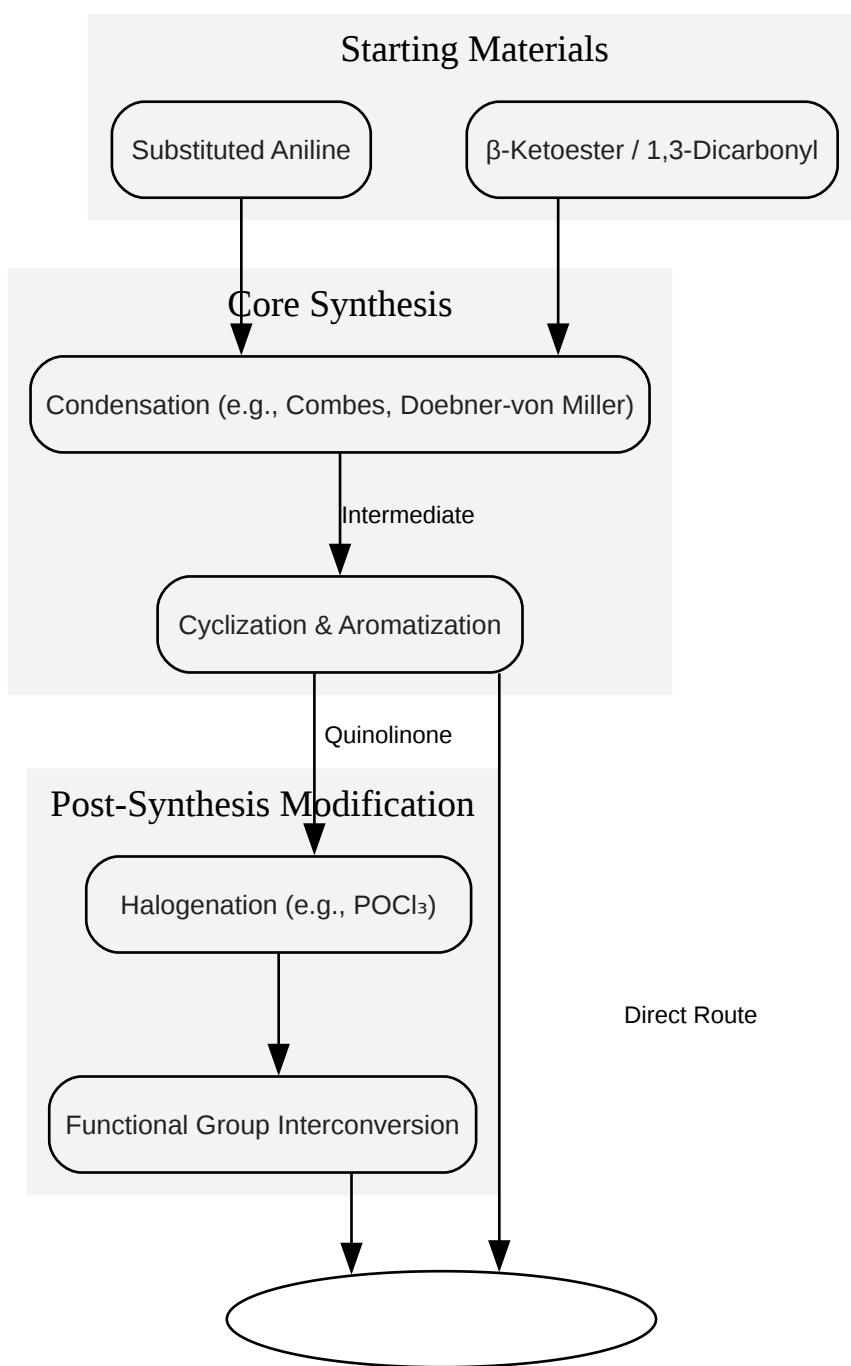 Starting Materials
Substituted Aniline
β-Ketoester / 1,3-Dicarbonyl
Core Synthesis
Condensation (e.g., Combes, Doebner-von Miller)
Intermediate
Cyclization & Aromatization
Quinolinone
Post-Synthesis Modification
Halogenation (e.g., POCl₃)
Direct Route
Functional Group Interconversion